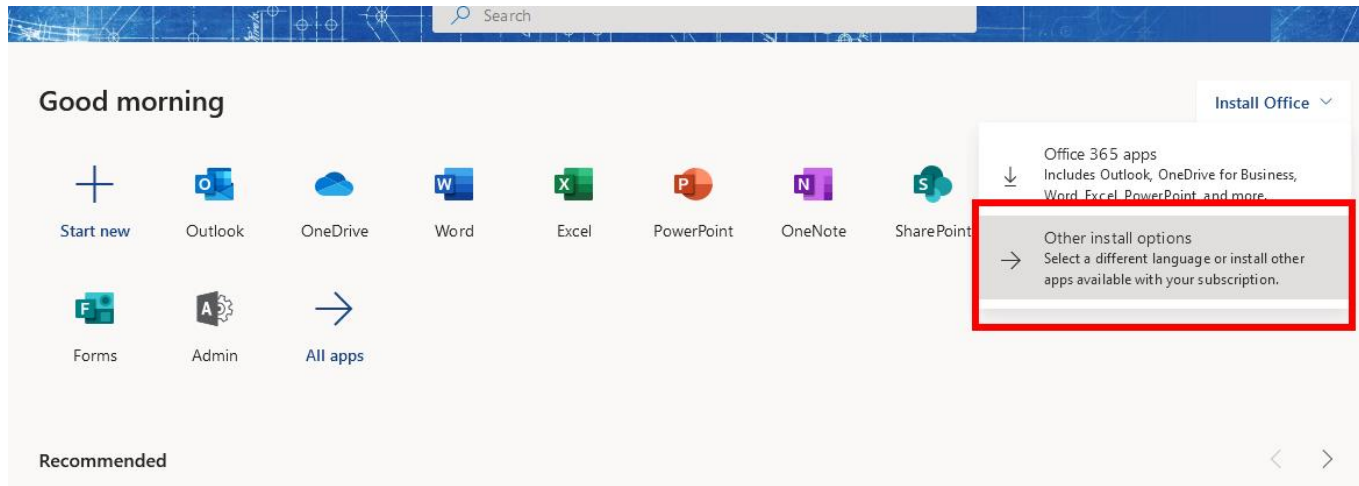 Search
Good morning
Install Office
Office 365 apps
Includes Outlook, OneDrive for Business,
Word, Excel, PowerPoint, and more.
Other install options
Select a different language or install other
apps available with your subscription.
Start new
Outlook
OneDrive
Word
Excel
PowerPoint
OneNote
SharePoint
Forms
Admin
All apps
Recommended